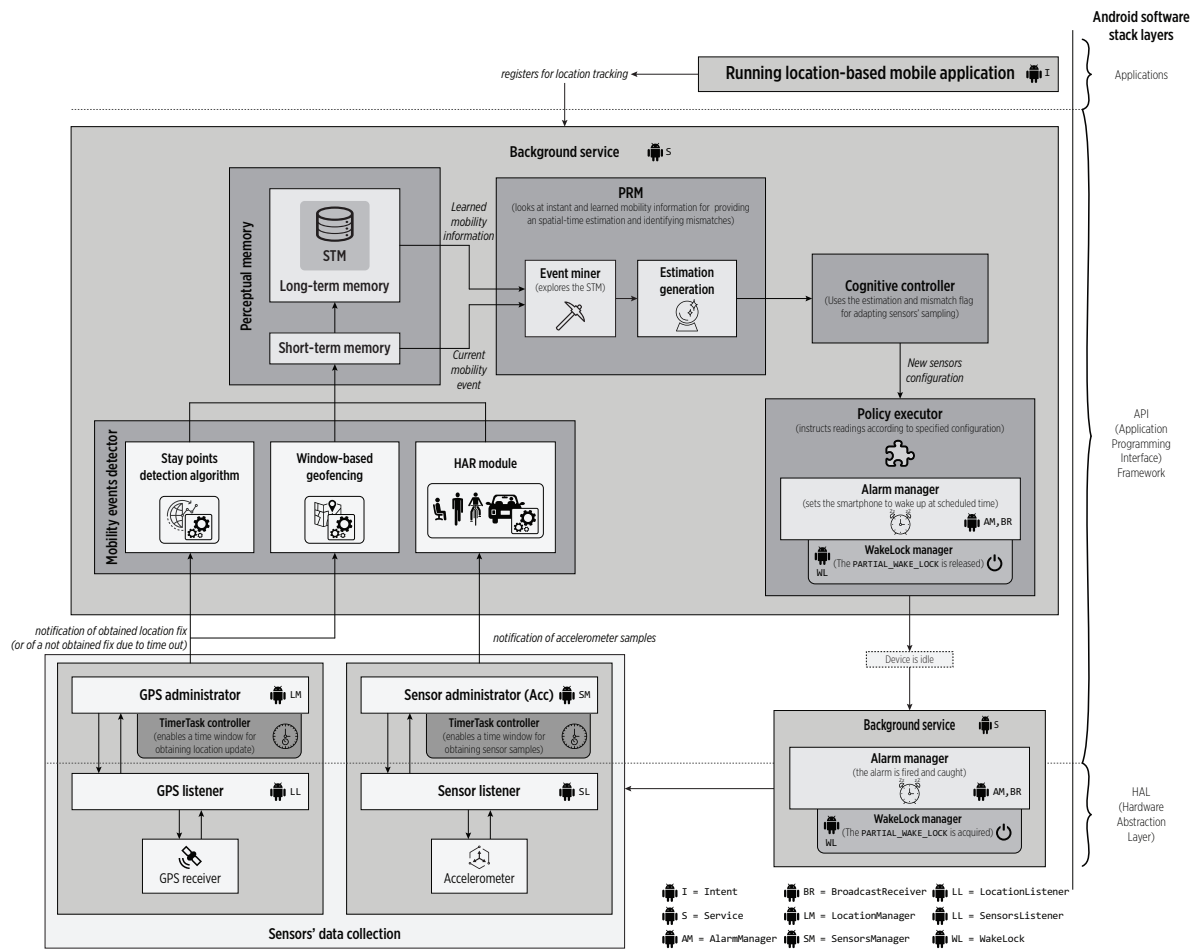 Android software
stack layers
Running location-based mobile application
I
registers for location tracking
Applications
Background service
S
Perceptual memory
STM
Long-term memory
Short-term memory
Learned
mobility
information
Current
mobility
event
PRM
(looks at instant and learned mobility information for providing
an spatial-time estimation and identifying mismatches)
Event miner
(explores the STM)
Estimation
generation
Cognitive controller
(Uses the estimation and mismatch flag
for adapting sensors' sampling)
New sensors
configuration
Policy executor
(instructs readings according to specified configuration)
Alarm manager
(sets the smartphone to wake up at scheduled time)
AM,BR
WakeLock manager
(The PARTIAL_WAKE_LOCK is released)
WL
API
(Application
Programming
Interface)
Framework
Mobility events detector
Stay points
detection algorithm
Window-based
geofencing
HAR module
notification of obtained location fix
(or of a not obtained fix due to time out)
notification of accelerometer samples
Device is idle
GPS administrator
LM
TimerTask controller
(enables a time window for
obtaining location update)
GPS listener
LL
GPS receiver
Sensor administrator (Acc)
SM
TimerTask controller
(enables a time window for
obtaining sensor samples)
Sensor listener
SL
Accelerometer
Sensors' data collection
Background service
S
Alarm manager
(the alarm is fired and caught)
AM,BR
WakeLock manager
(The PARTIAL_WAKE_LOCK is acquired)
WL
HAL
(Hardware
Abstraction
Layer)
I = Intent
BR = BroadcastReceiver
LL = LocationListener
S = Service
LM = LocationManager
LL = SensorsListener
AM = AlarmManager
SM = SensorsManager
WL = WakeLock